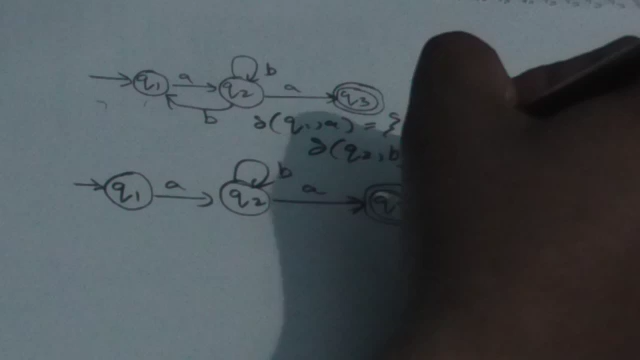 b
q1 a q2 a q3
b
δ(q1,a) = {
δ(q2,b
b
q1 a q2 a q